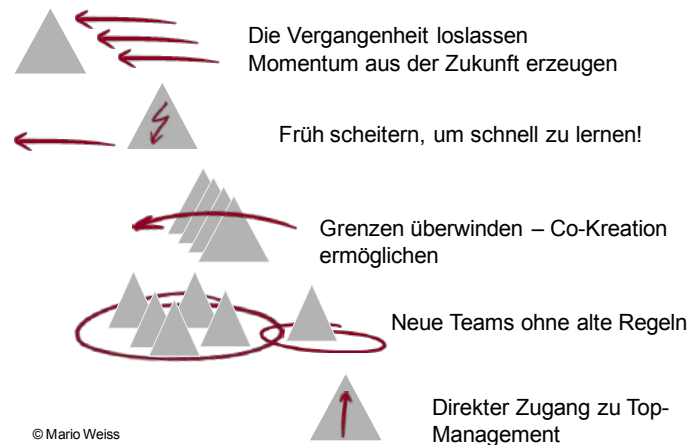 Die Vergangenheit loslassen
Momentum aus der Zukunft erzeugen
Früh scheitern, um schnell zu lernen!
Grenzen überwinden – Co-Kreation
ermöglichen
Neue Teams ohne alte Regeln
Direkter Zugang zu Top-
Management
© Mario Weiss